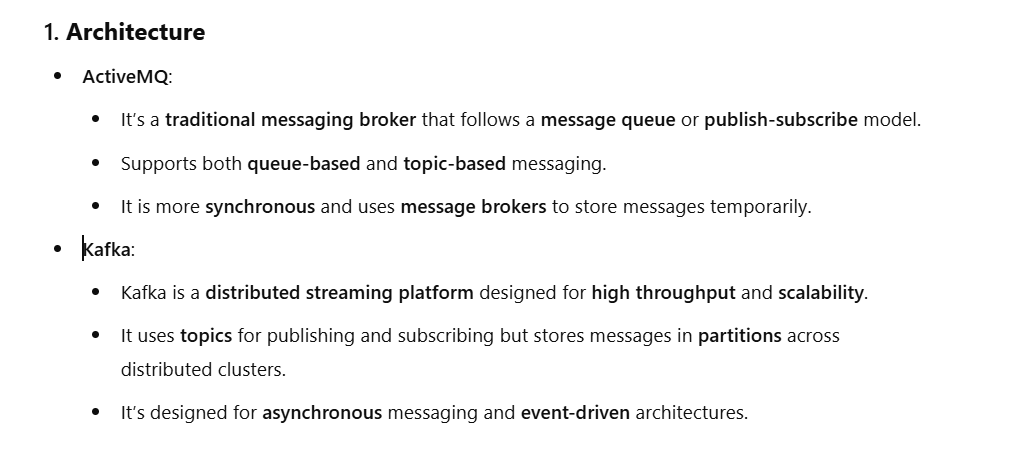 1. Architecture
• ActiveMQ:
• It's a traditional messaging broker that follows a message queue or publish-subscribe model.
• Supports both queue-based and topic-based messaging.
• It is more synchronous and uses message brokers to store messages temporarily.
• Kafka:
• Kafka is a distributed streaming platform designed for high throughput and scalability.
• It uses topics for publishing and subscribing but stores messages in partitions across
distributed clusters.
• It's designed for asynchronous messaging and event-driven architectures.